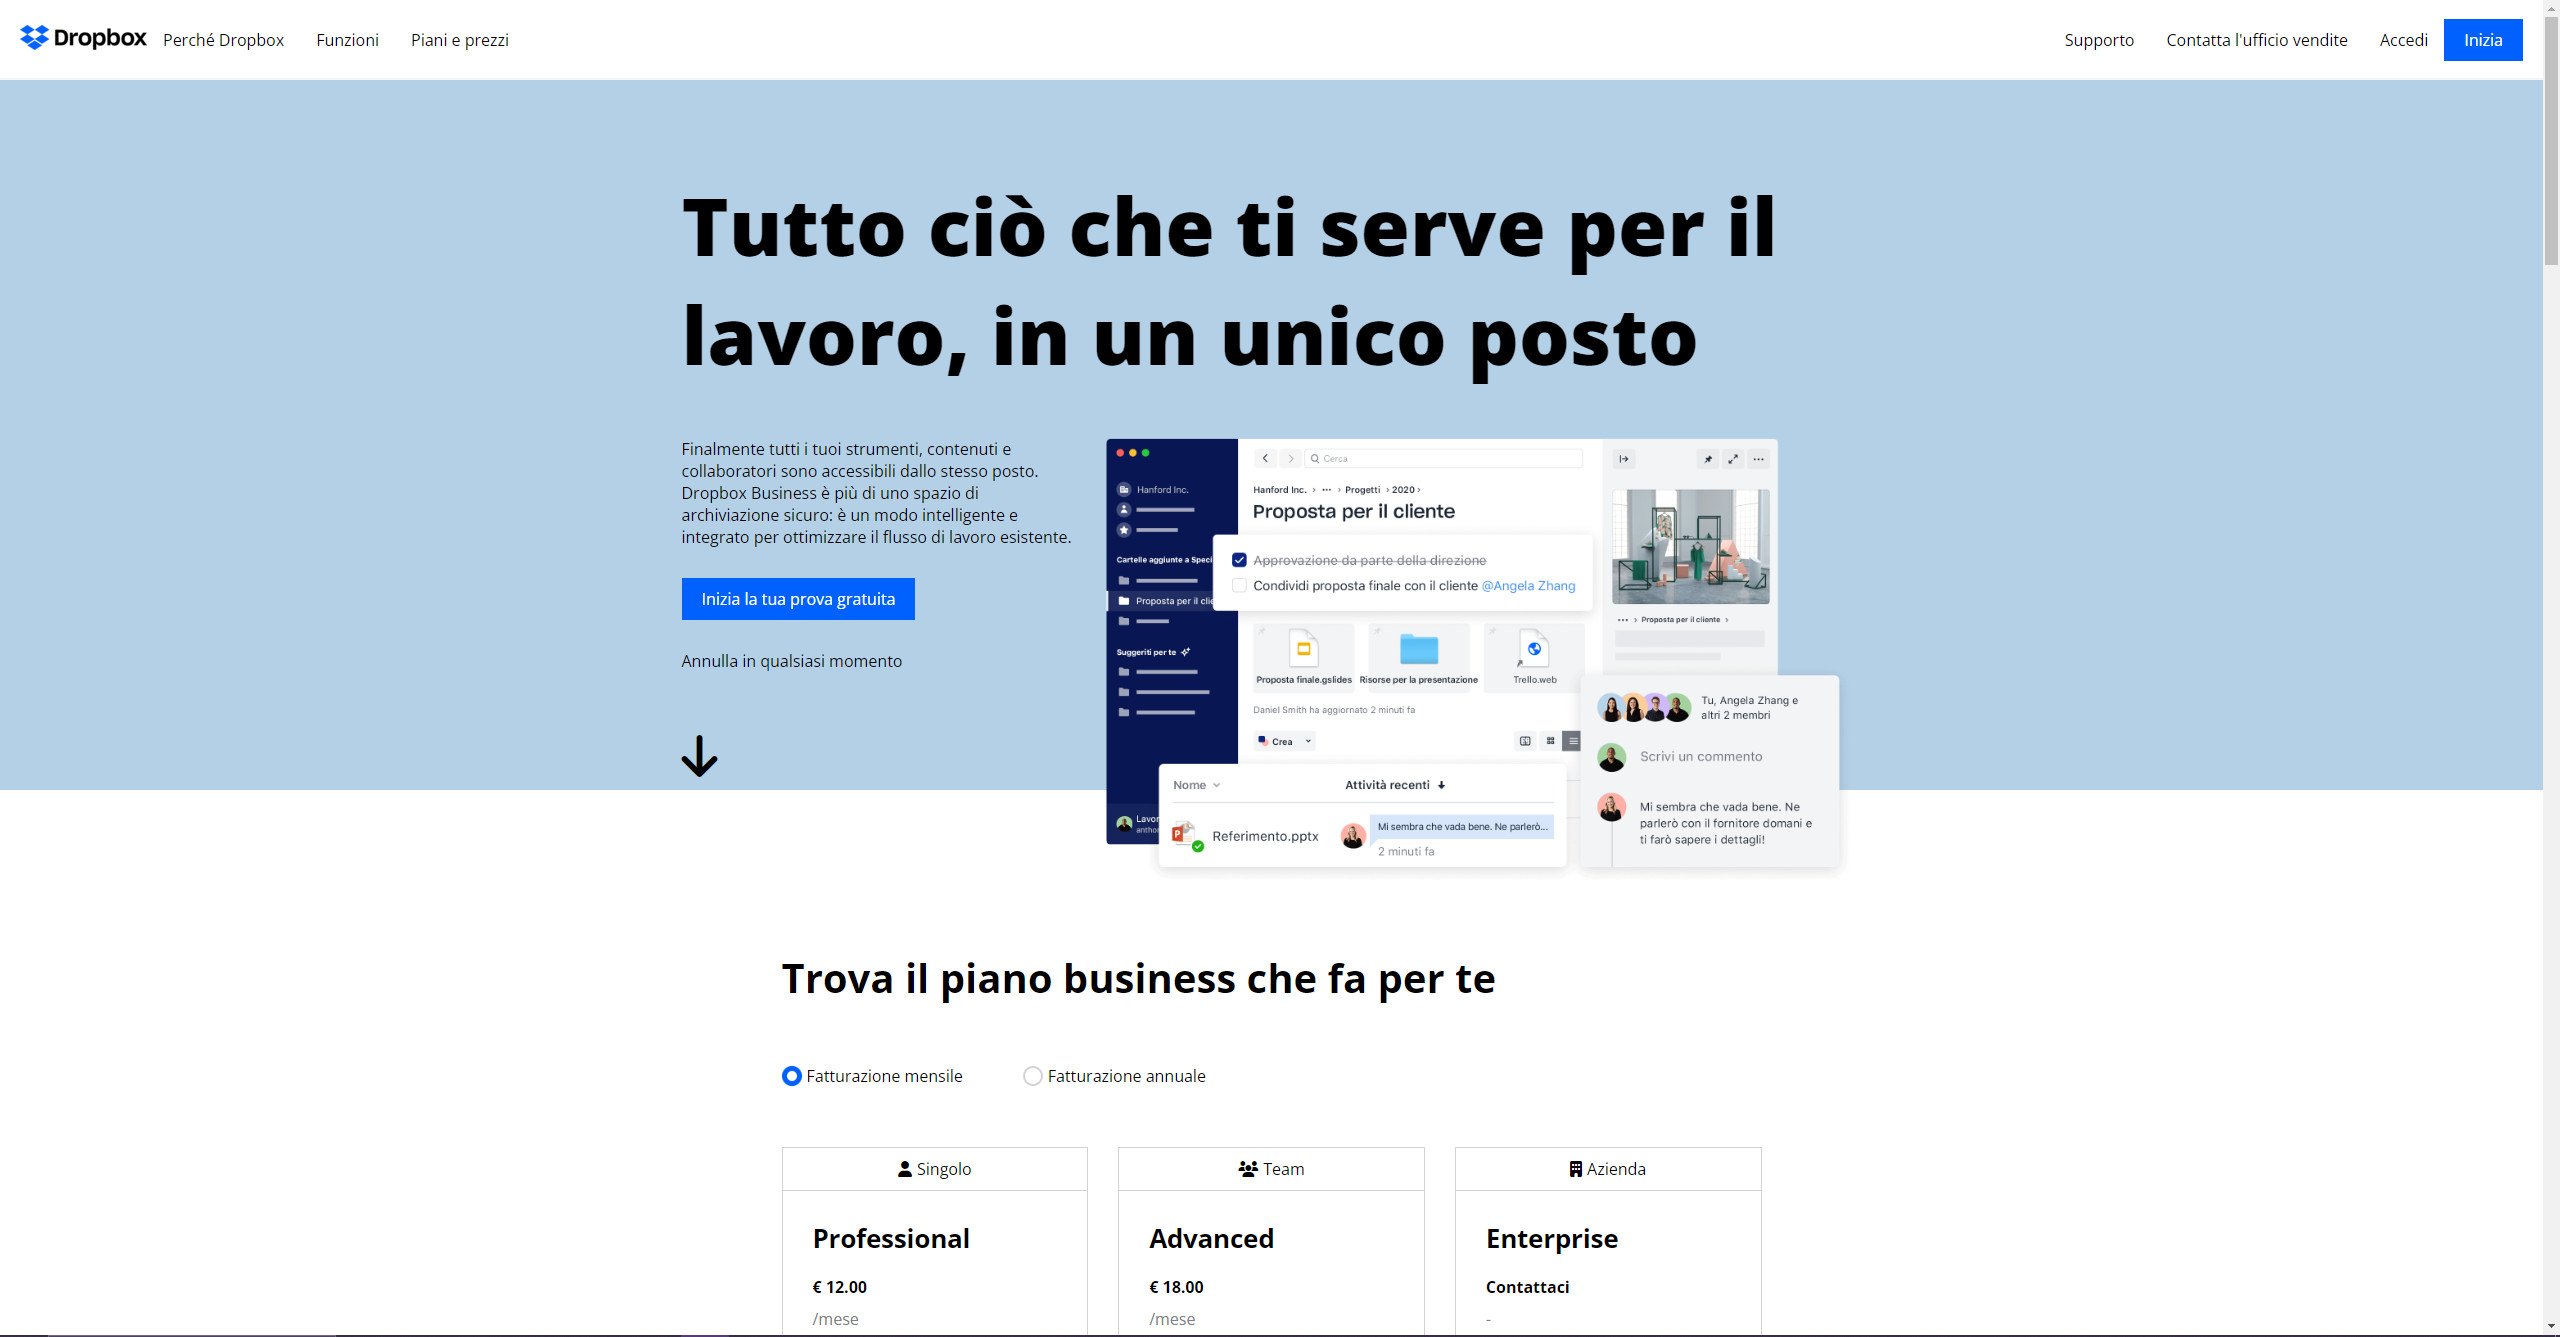 Dropbox Perché Dropbox Funzioni Piani e prezzi Supporto Contatta l'ufficio vendite Accedi Inizia
Tutto ciò che ti serve per il
lavoro, in un unico posto
Finalmente tutti i tuoi strumenti, contenuti e
collaboratori sono accessibili dallo stesso posto.
Dropbox Business è più di uno spazio di
archiviazione sicuro: è un modo intelligente e
integrato per ottimizzare il flusso di lavoro esistente.
Inizia la tua prova gratuita
Annulla in qualsiasi momento
Hanford Inc.
Cartelle aggiunte a Speci
Proposta per il clie
Suggeriti per te
Lavor
anthon
Cerca
Hanford Inc. › ··· › Progetti › 2020 ›
Proposta per il cliente
Approvazione da parte della direzione
Condividi proposta finale con il cliente @Angela Zhang
Proposta finale.gslides Risorse per la presentazione Trello.web
Daniel Smith ha aggiornato 2 minuti fa
Crea
Nome Attività recenti
Referimento.pptx
Mi sembra che vada bene. Ne parlerò...
2 minuti fa
··· › Proposta per il cliente ›
Tu, Angela Zhang e
altri 2 membri
Scrivi un commento
Mi sembra che vada bene. Ne
parlerò con il fornitore domani e
ti farò sapere i dettagli!
Trova il piano business che fa per te
Fatturazione mensile Fatturazione annuale
Singolo Team Azienda
Professional Advanced Enterprise
€ 12.00 € 18.00 Contattaci
/mese /mese -